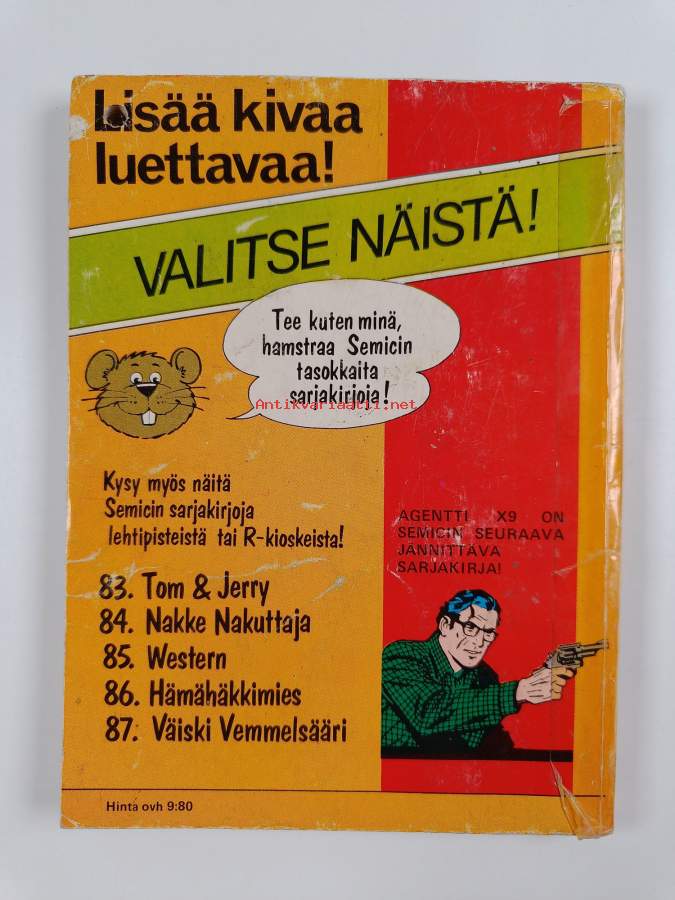 Lisää kivaa
luettavaa!
VALITSE NÄISTÄ!
Tee kuten minä,
hamstraa Semicin
tasokkaita
sarjakirjoja!
Antikvariaatti.net
Kysy myös näitä
Semicin sarjakirjoja
lehtipisteistä tai R-kioskeista!
AGENTTI X9 ON
SEMICIN SEURAAVA
JÄNNITTÄVÄ
SARJAKIRJA!
83. Tom & Jerry
84. Nakke Nakuttaja
85. Western
86. Hämähäkkimies
87. Väiski Vemmelsääri
Hinta ovh 9:80